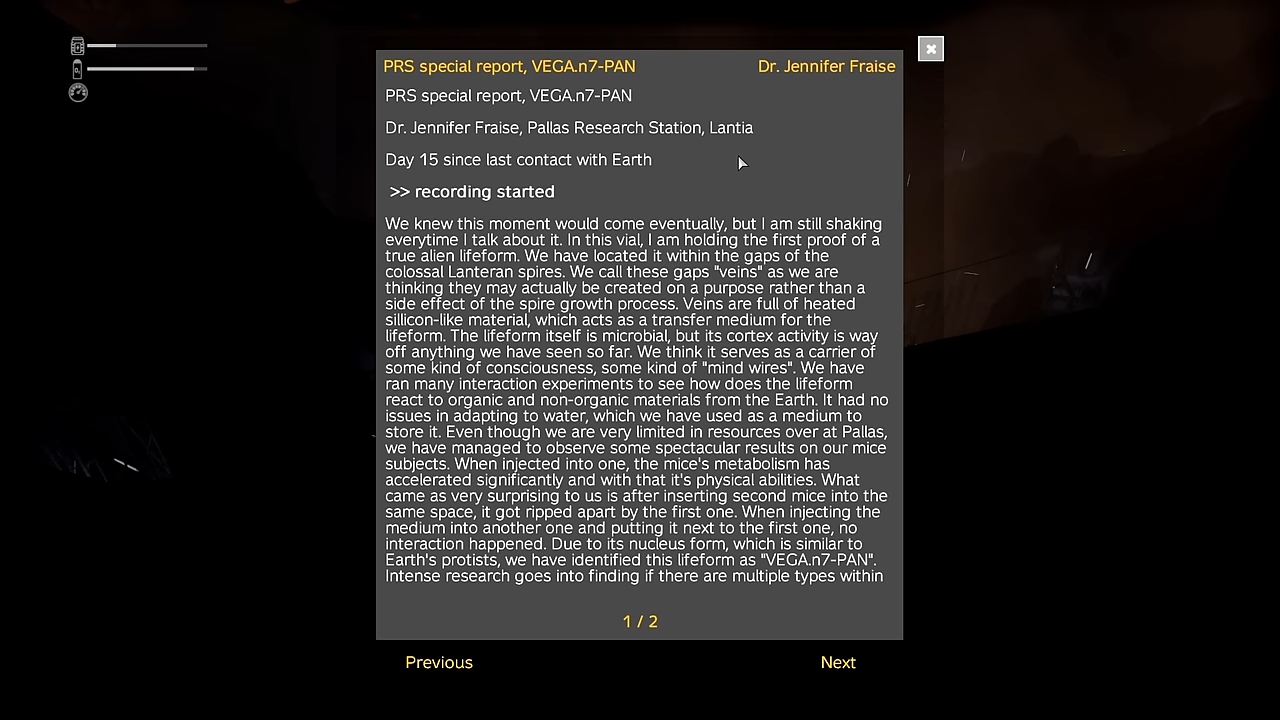 PRS special report, VEGA.n7-PAN
Dr. Jennifer Fraise
PRS special report, VEGA.n7-PAN
Dr. Jennifer Fraise, Pallas Research Station, Lantia
Day 15 since last contact with Earth
>> recording started
We knew this moment would come eventually, but I am still shaking
everytime I talk about it. In this vial, I am holding the first proof of a
true alien lifeform. We have located it within the gaps of the
colossal Lanteran spires. We call these gaps "veins" as we are
thinking they may actually be created on a purpose rather than a
side effect of the spire growth process. Veins are full of heated
sillicon-like material, which acts as a transfer medium for the
lifeform. The lifeform itself is microbial, but its cortex activity is way
off anything we have seen so far. We think it serves as a carrier of
some kind of consciousness, some kind of "mind wires". We have
ran many interaction experiments to see how does the lifeform
react to organic and non-organic materials from the Earth. It had no
issues in adapting to water, which we have used as a medium to
store it. Even though we are very limited in resources over at Pallas,
we have managed to observe some spectacular results on our mice
subjects. When injected into one, the mice's metabolism has
accelerated significantly and with that it's physical abilities. What
came as very surprising to us is after inserting second mice into the
same space, it got ripped apart by the first one. When injecting the
medium into another one and putting it next to the first one, no
interaction happened. Due to its nucleus form, which is similar to
Earth's protists, we have identified this lifeform as "VEGA.n7-PAN".
Intense research goes into finding if there are multiple types within
1 / 2
Previous
Next